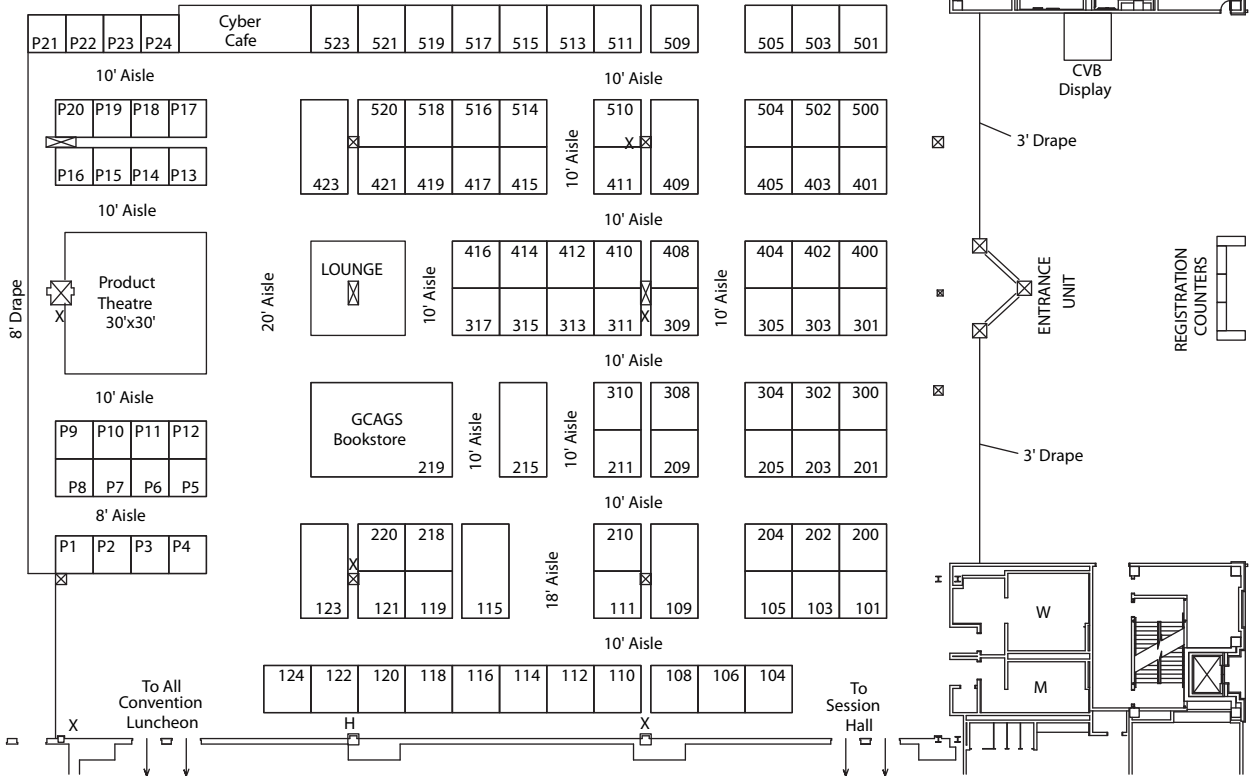 P21 P22 P23 P24
Cyber
Cafe
523 521 519 517 515 513 511 509 505 503 501
CVB
Display
10' Aisle
10' Aisle
P20 P19 P18 P17
520 518 516 514 510 504 502 500
X
10' Aisle
3' Drape
P16 P15 P14 P13
423 421 419 417 415 411 409 405 403 401
10' Aisle
10' Aisle
8' Drape
Product
Theatre
30'x30'
X
20' Aisle
LOUNGE
10' Aisle
416 414 412 410 408 404 402 400
X
10' Aisle
317 315 313 311 309 305 303 301
ENTRANCE
UNIT
REGISTRATION
COUNTERS
10' Aisle
10' Aisle
P9 P10 P11 P12
GCAGS
Bookstore
219
10' Aisle
215
10' Aisle
310 308 304 302 300
3' Drape
P8 P7 P6 P5
211 209 205 203 201
8' Aisle
10' Aisle
P1 P2 P3 P4
220 218 210 204 202 200
X
18' Aisle
123 121 119 115 111 109 105 103 101
H H
W
10' Aisle
124 122 120 118 116 114 112 110 108 106 104
M
To All
Convention
Luncheon
To
Session
Hall
X H X
H H